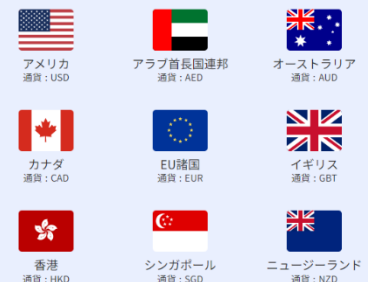 アメリカ
通貨：USD
アラブ首長国連邦
通貨：AED
オーストラリア
通貨：AUD
カナダ
通貨：CAD
EU諸国
通貨：EUR
イギリス
通貨：GBT
香港
通貨：HKD
シンガポール
通貨：SGD
ニュージーランド
通貨：NZD